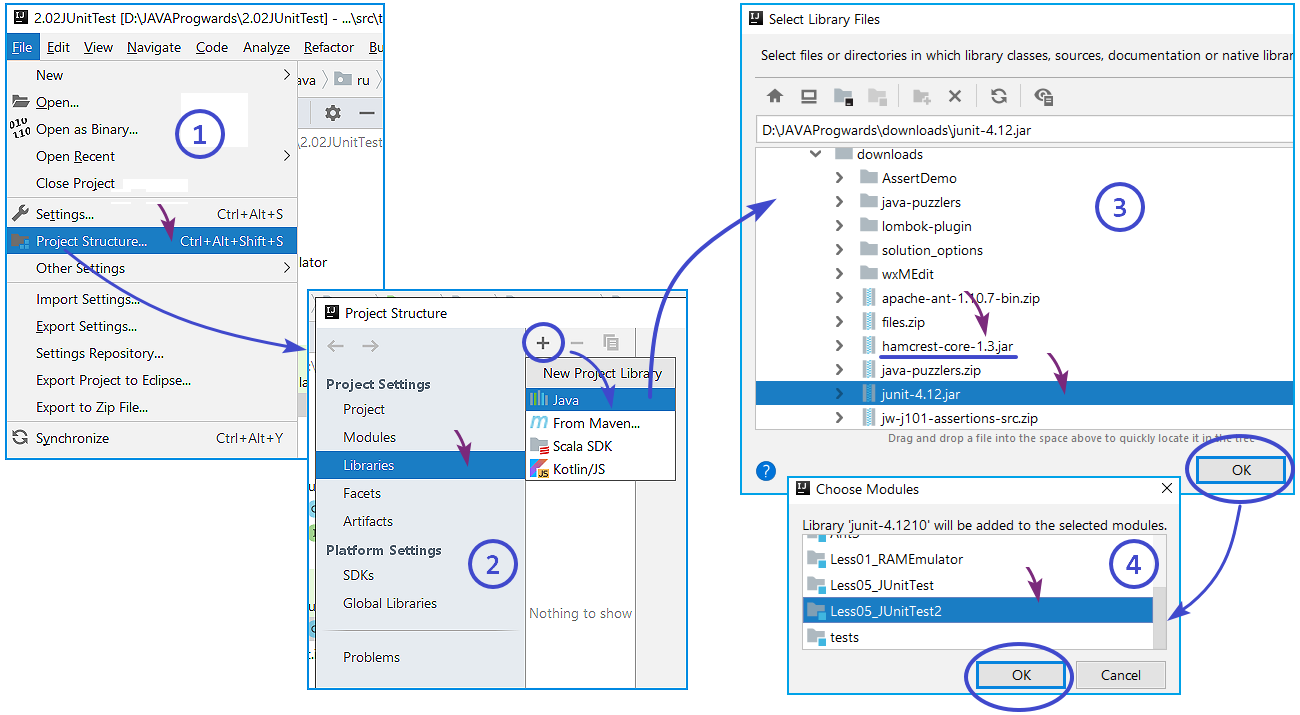 2.02JUnitTest [D:\JAVAProgwards\2.02JUnitTest] - ...\src\t
File Edit View Navigate Code Analyze Refactor Bu
New
Open...
Open as Binary...
Open Recent
Close Project
Settings... Ctrl+Alt+S
Project Structure... Ctrl+Alt+Shift+S
Other Settings
Import Settings...
Export Settings...
Settings Repository...
Export Project to Eclipse...
Export to Zip File...
Synchronize Ctrl+Alt+Y
1
ava ru
\2.02JUnitTest
lator
Project Structure
Project Settings
Project
Modules
Libraries
Facets
Artifacts
Platform Settings
SDKs
Global Libraries
Problems
New Project Library
Java
From Maven...
Scala SDK
Kotlin/JS
2
Nothing to show
Select Library Files
Select files or directories in which library classes, sources, documentation or native librar
D:\JAVAProgwards\downloads\junit-4.12.jar
downloads
AssertDemo
java-puzzlers
lombok-plugin
solution_options
wxMEdit
apache-ant-1.10.7-bin.zip
files.zip
hamcrest-core-1.3.jar
java-puzzlers.zip
junit-4.12.jar
jw-j101-assertions-src.zip
3
Drag and drop a file into the space above to quickly locate it in the tree
?
OK
Choose Modules
Library 'junit-4.1210' will be added to the selected modules.
Less01_RAMEmulator
Less05_JUnitTest
Less05_JUnitTest2
tests
4
OK Cancel